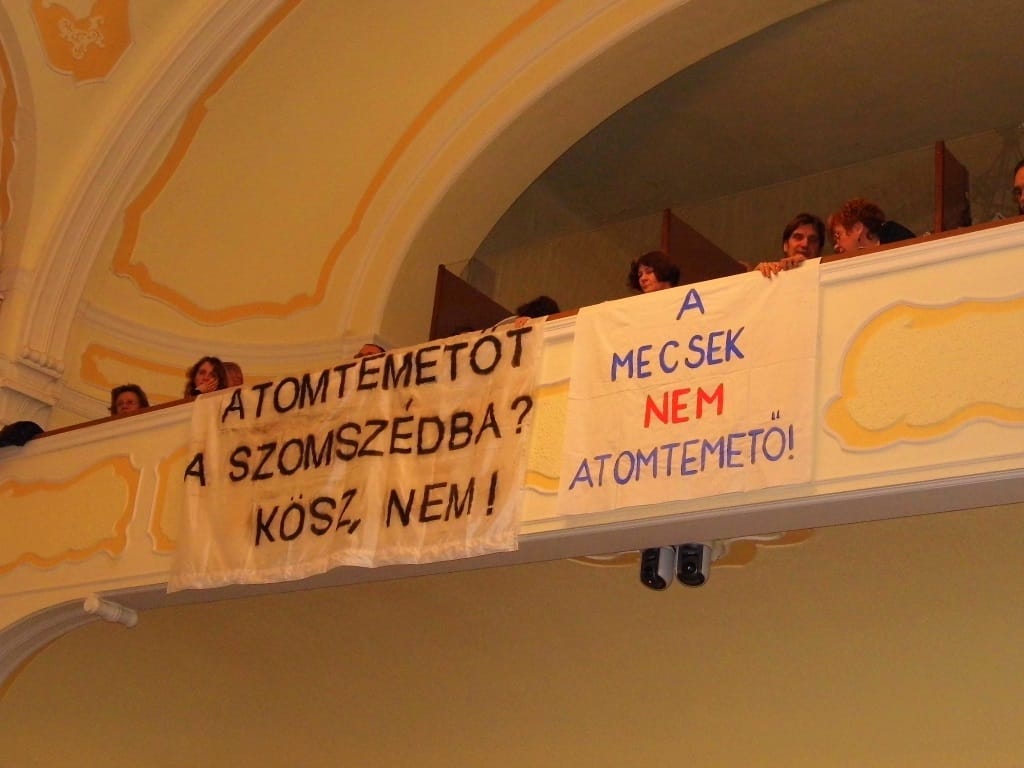 ATOMTEMETŐT
A SZOMSZÉDBA?
KÖSZ, NEM!
A
MECSEK
NEM
ATOMTEMETŐ!